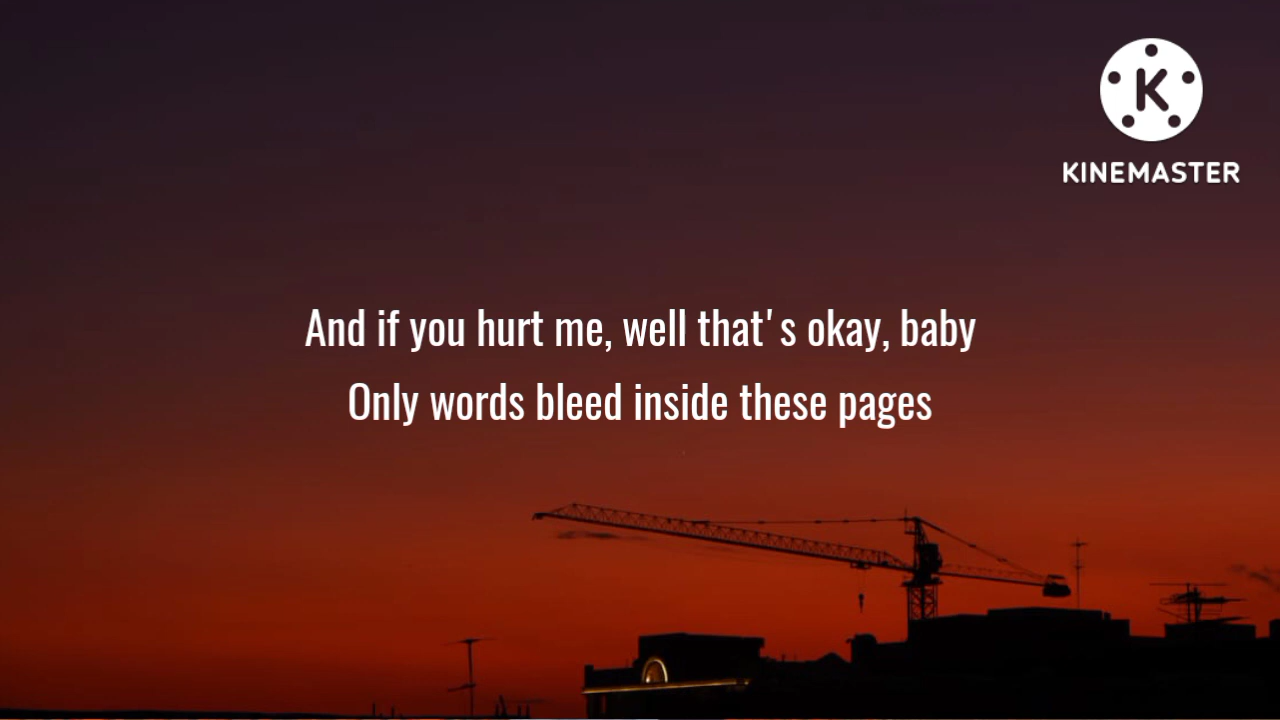 K
KINEMASTER
And if you hurt me, well that's okay, baby
Only words bleed inside these pages